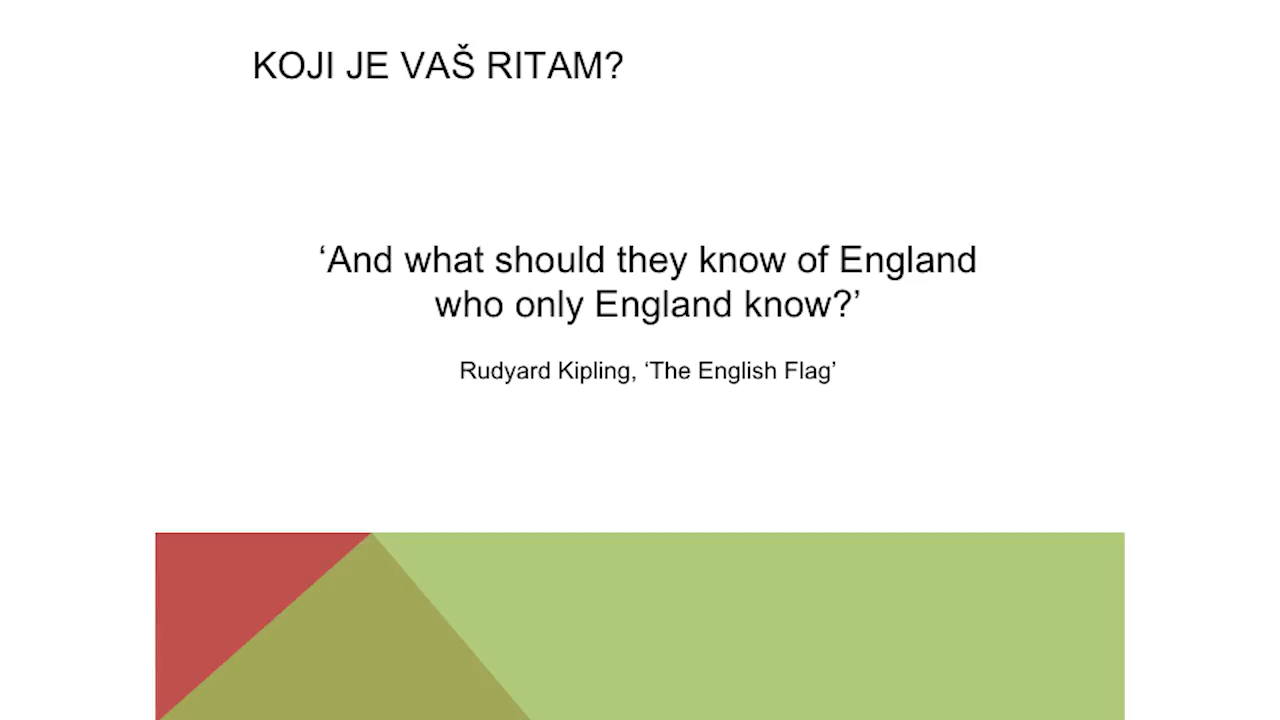 KOJI JE VAŠ RITAM?
‘And what should they know of England
who only England know?’
Rudyard Kipling, ‘The English Flag’